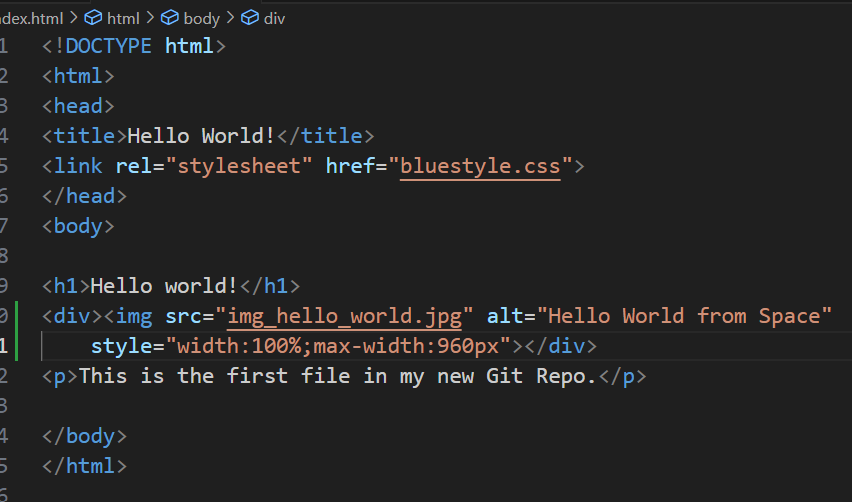 ndex.html > html > body > div
1 <!DOCTYPE html>
2 <html>
3 <head>
4 <title>Hello World!</title>
5 <link rel="stylesheet" href="bluestyle.css">
6 </head>
7 <body>
8
9 <h1>Hello world!</h1>
0 <div><img src="img_hello_world.jpg" alt="Hello World from Space"
1 style="width:100%;max-width:960px"></div>
2 <p>This is the first file in my new Git Repo.</p>
3
4 </body>
5 </html>
6